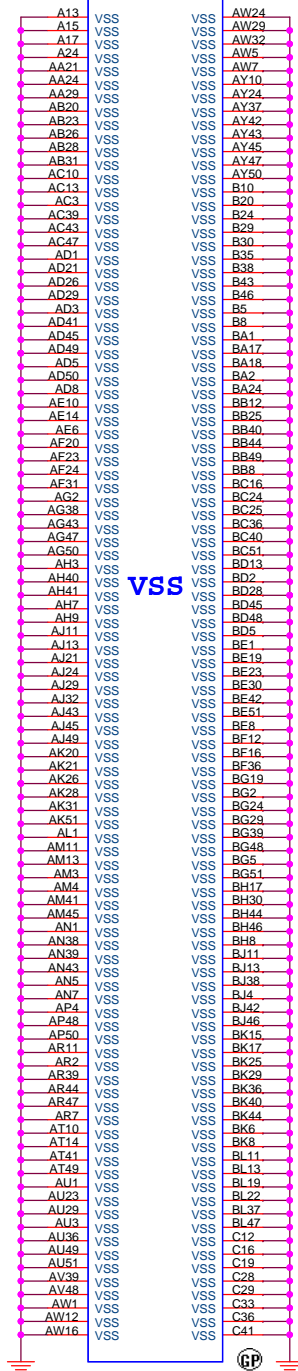 A13 VSS VSS AW24
A15 VSS VSS AW29
A17 VSS VSS AW32
A24 VSS VSS AW5
AA21 VSS VSS AW7
AA24 VSS VSS AY10
AA29 VSS VSS AY24
AB20 VSS VSS AY37
AB23 VSS VSS AY42
AB26 VSS VSS AY43
AB28 VSS VSS AY45
AB31 VSS VSS AY47
AC10 VSS VSS AY50
AC13 VSS VSS B10
AC3 VSS VSS B20
AC39 VSS VSS B24
AC43 VSS VSS B29
AC47 VSS VSS B30
AD1 VSS VSS B35
AD21 VSS VSS B38
AD26 VSS VSS B43
AD29 VSS VSS B46
AD3 VSS VSS B5
AD41 VSS VSS B8
AD45 VSS VSS BA1
AD49 VSS VSS BA17
AD5 VSS VSS BA18
AD50 VSS VSS BA2
AD8 VSS VSS BA24
AE10 VSS VSS BB12
AE14 VSS VSS BB25
AE6 VSS VSS BB40
AF20 VSS VSS BB44
AF23 VSS VSS BB49
AF24 VSS VSS BB8
AF31 VSS VSS BC16
AG2 VSS VSS BC24
AG38 VSS VSS BC25
AG43 VSS VSS BC36
AG47 VSS VSS BC40
AG50 VSS VSS BC51
AH3 VSS VSS BD13
AH40 VSS VSS BD2
VSS
AH41 VSS VSS BD28
AH7 VSS VSS BD45
AH9 VSS VSS BD48
AJ11 VSS VSS BD5
AJ13 VSS VSS BE1
AJ21 VSS VSS BE19
AJ24 VSS VSS BE23
AJ29 VSS VSS BE30
AJ32 VSS VSS BE42
AJ43 VSS VSS BE51
AJ45 VSS VSS BE8
AJ49 VSS VSS BF12
AK20 VSS VSS BF16
AK21 VSS VSS BF36
AK26 VSS VSS BG19
AK28 VSS VSS BG2
AK31 VSS VSS BG24
AK51 VSS VSS BG29
AL1 VSS VSS BG39
AM11 VSS VSS BG48
AM13 VSS VSS BG5
AM3 VSS VSS BG51
AM4 VSS VSS BH17
AM41 VSS VSS BH30
AM45 VSS VSS BH44
AN1 VSS VSS BH46
AN38 VSS VSS BH8
AN39 VSS VSS BJ11
AN43 VSS VSS BJ13
AN5 VSS VSS BJ38
AN7 VSS VSS BJ4
AP4 VSS VSS BJ42
AP48 VSS VSS BJ46
AP50 VSS VSS BK15
AR11 VSS VSS BK17
AR2 VSS VSS BK25
AR39 VSS VSS BK29
AR44 VSS VSS BK36
AR47 VSS VSS BK40
AR7 VSS VSS BK44
AT10 VSS VSS BK6
AT14 VSS VSS BK8
AT41 VSS VSS BL11
AT49 VSS VSS BL13
AU1 VSS VSS BL19
AU23 VSS VSS BL22
AU29 VSS VSS BL37
AU3 VSS VSS BL47
AU36 VSS VSS C12
AU49 VSS VSS C16
AU51 VSS VSS C19
AV39 VSS VSS C28
AV48 VSS VSS C29
AW1 VSS VSS C33
AW12 VSS VSS C36
AW16 VSS VSS C41
GP